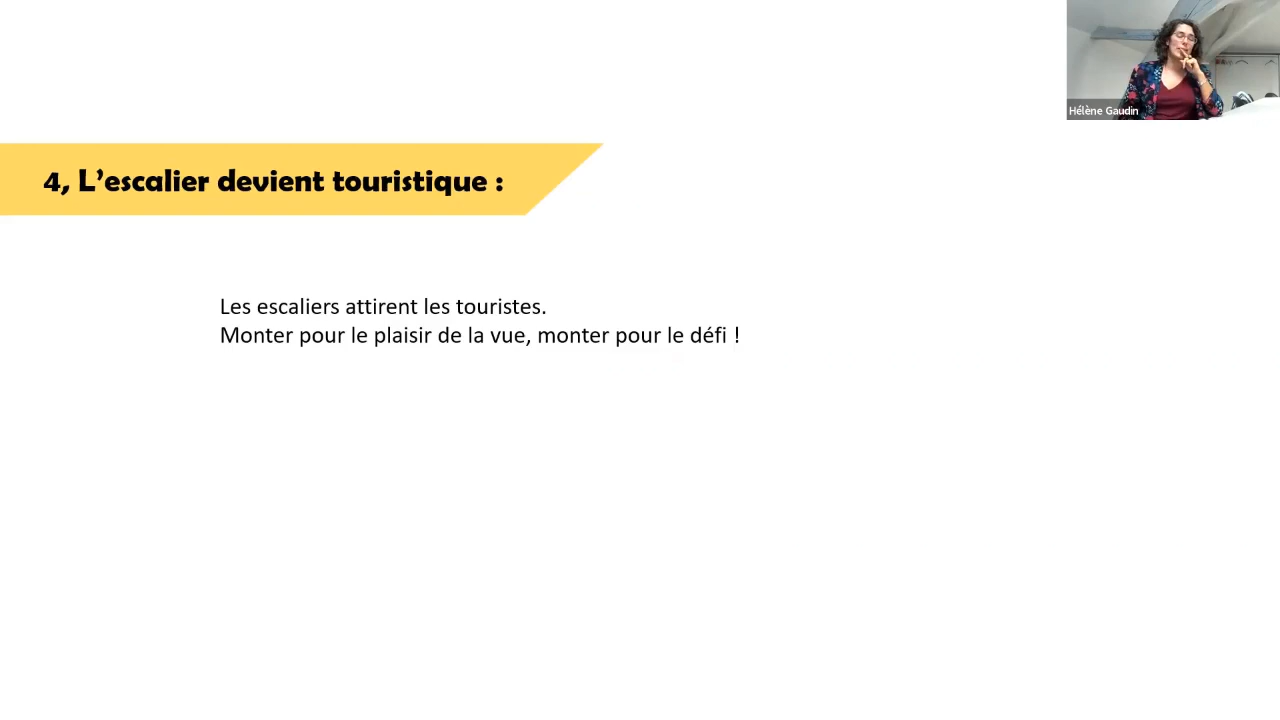 Hélène Gaudin
4, L’escalier devient touristique :
Les escaliers attirent les touristes.
Monter pour le plaisir de la vue, monter pour le défi !